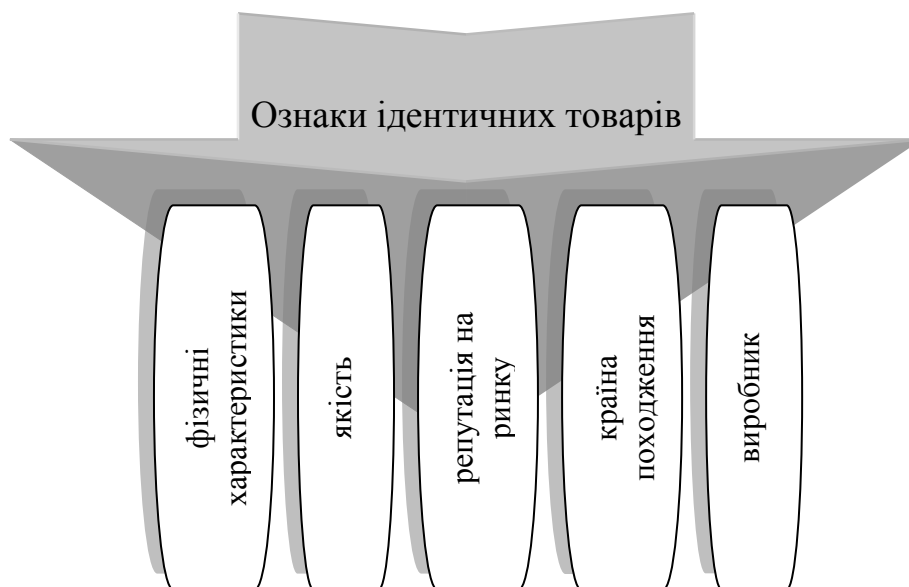 Ознаки ідентичних товарів
фізичні
характеристики
якість
репутація на
ринку
країна
походження
виробник